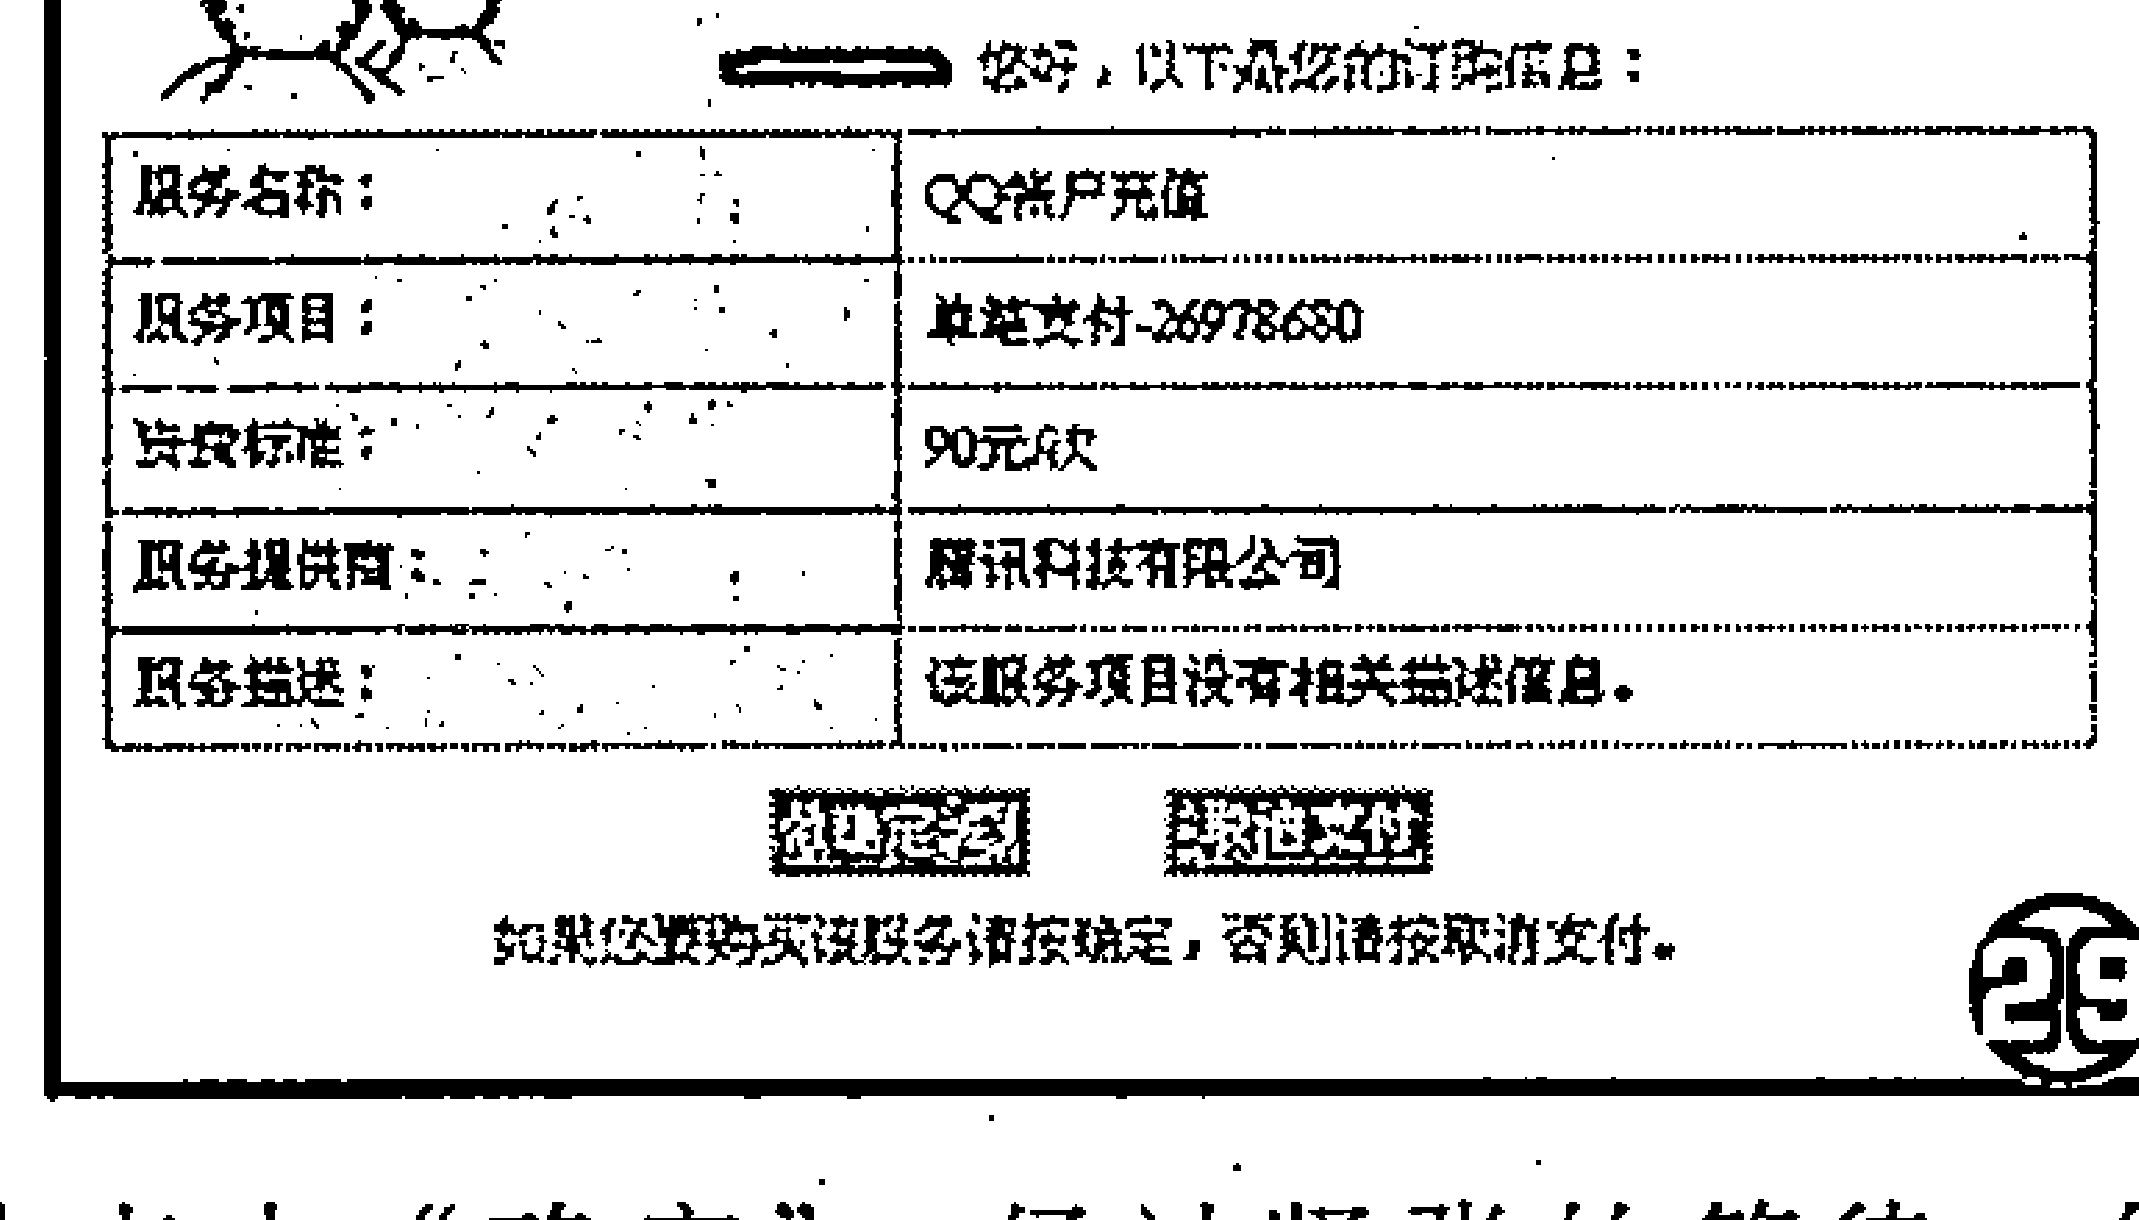 您好，以下是您的订购信息：
服务名称： QQ帐户充值
服务项目： 单笔支付-26978680
资费标准： 90元/次
服务提供商： 腾讯科技有限公司
服务描述： 该服务项目没有相关描述信息。
取消支付
如果您要购买该服务请按确定，否则请按取消支付。
29